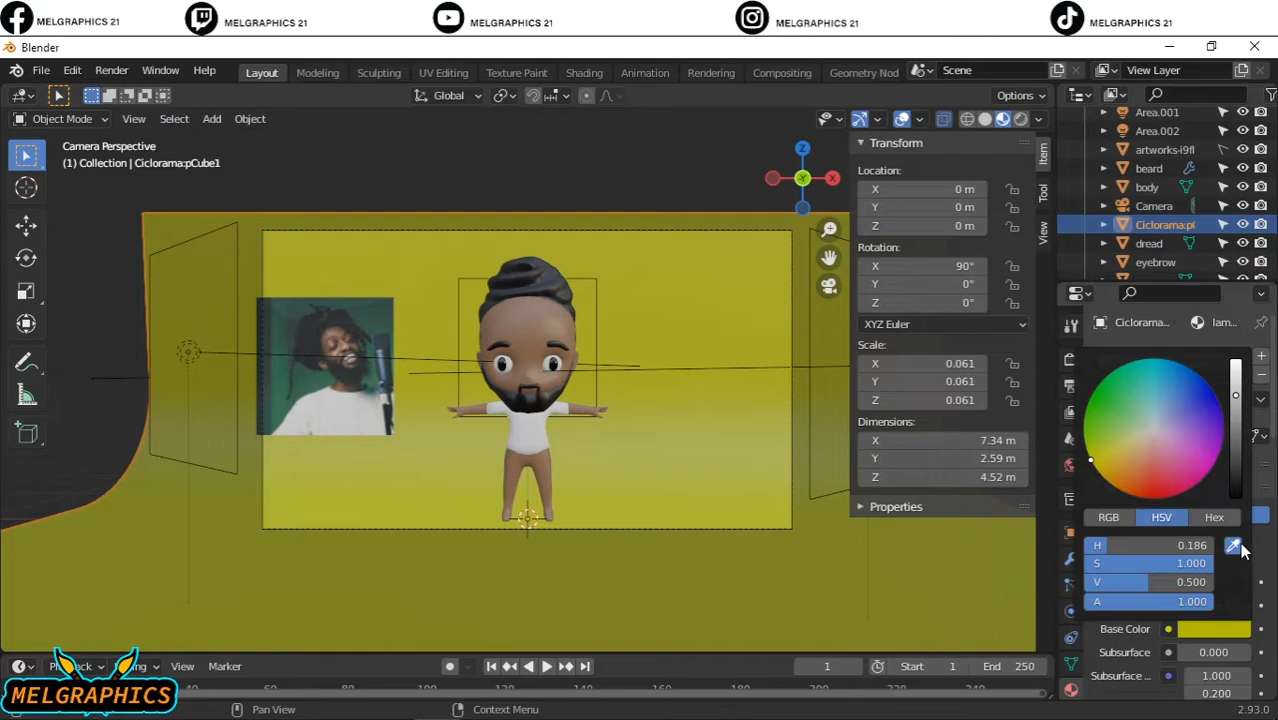 MELGRAPHICS 21 MELGRAPHICS 21 MELGRAPHICS 21 MELGRAPHICS 21 MELGRAPHICS 21
Blender
File Edit Render Window Help Layout Modeling Sculpting UV Editing Texture Paint Shading Animation Rendering Compositing Geometry Nod Scene View Layer
Global Options
Object Mode View Select Add Object
Camera Perspective
(1) Collection | Ciclorama:pCube1
Z
X
-Y
Transform
Location:
X 0 m
Y 0 m
Z 0 m
Rotation:
X 90°
Y 0°
Z 0°
XYZ Euler
Scale:
X 0.061
Y 0.061
Z 0.061
Dimensions:
X 7.34 m
Y 2.59 m
Z 4.52 m
Properties
Item
Tool
View
Area.001
Area.002
artworks-i9fl
beard
body
Camera
Ciclorama:p(
dread
eyebrow
Ciclorama... lam...
RGB HSV Hex
H 0.186
S 1.000
V 0.500
A 1.000
Base Color
Subsurface 0.000
Subsurface ... 1.000
0.200
View Marker 1 Start 1 End 250
MELGRAPHICS
Pan View Context Menu 2.93.0